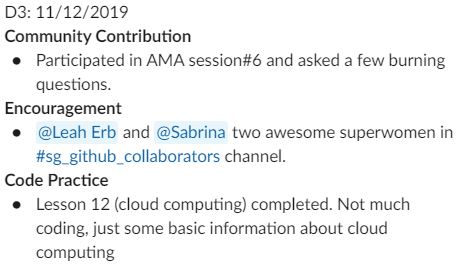 D3: 11/12/2019
Community Contribution
● Participated in AMA session#6 and asked a few burning
questions.
Encouragement
● @Leah Erb and @Sabrina two awesome superwomen in
#sg_github_collaborators channel.
Code Practice
● Lesson 12 (cloud computing) completed. Not much
coding, just some basic information about cloud
computing